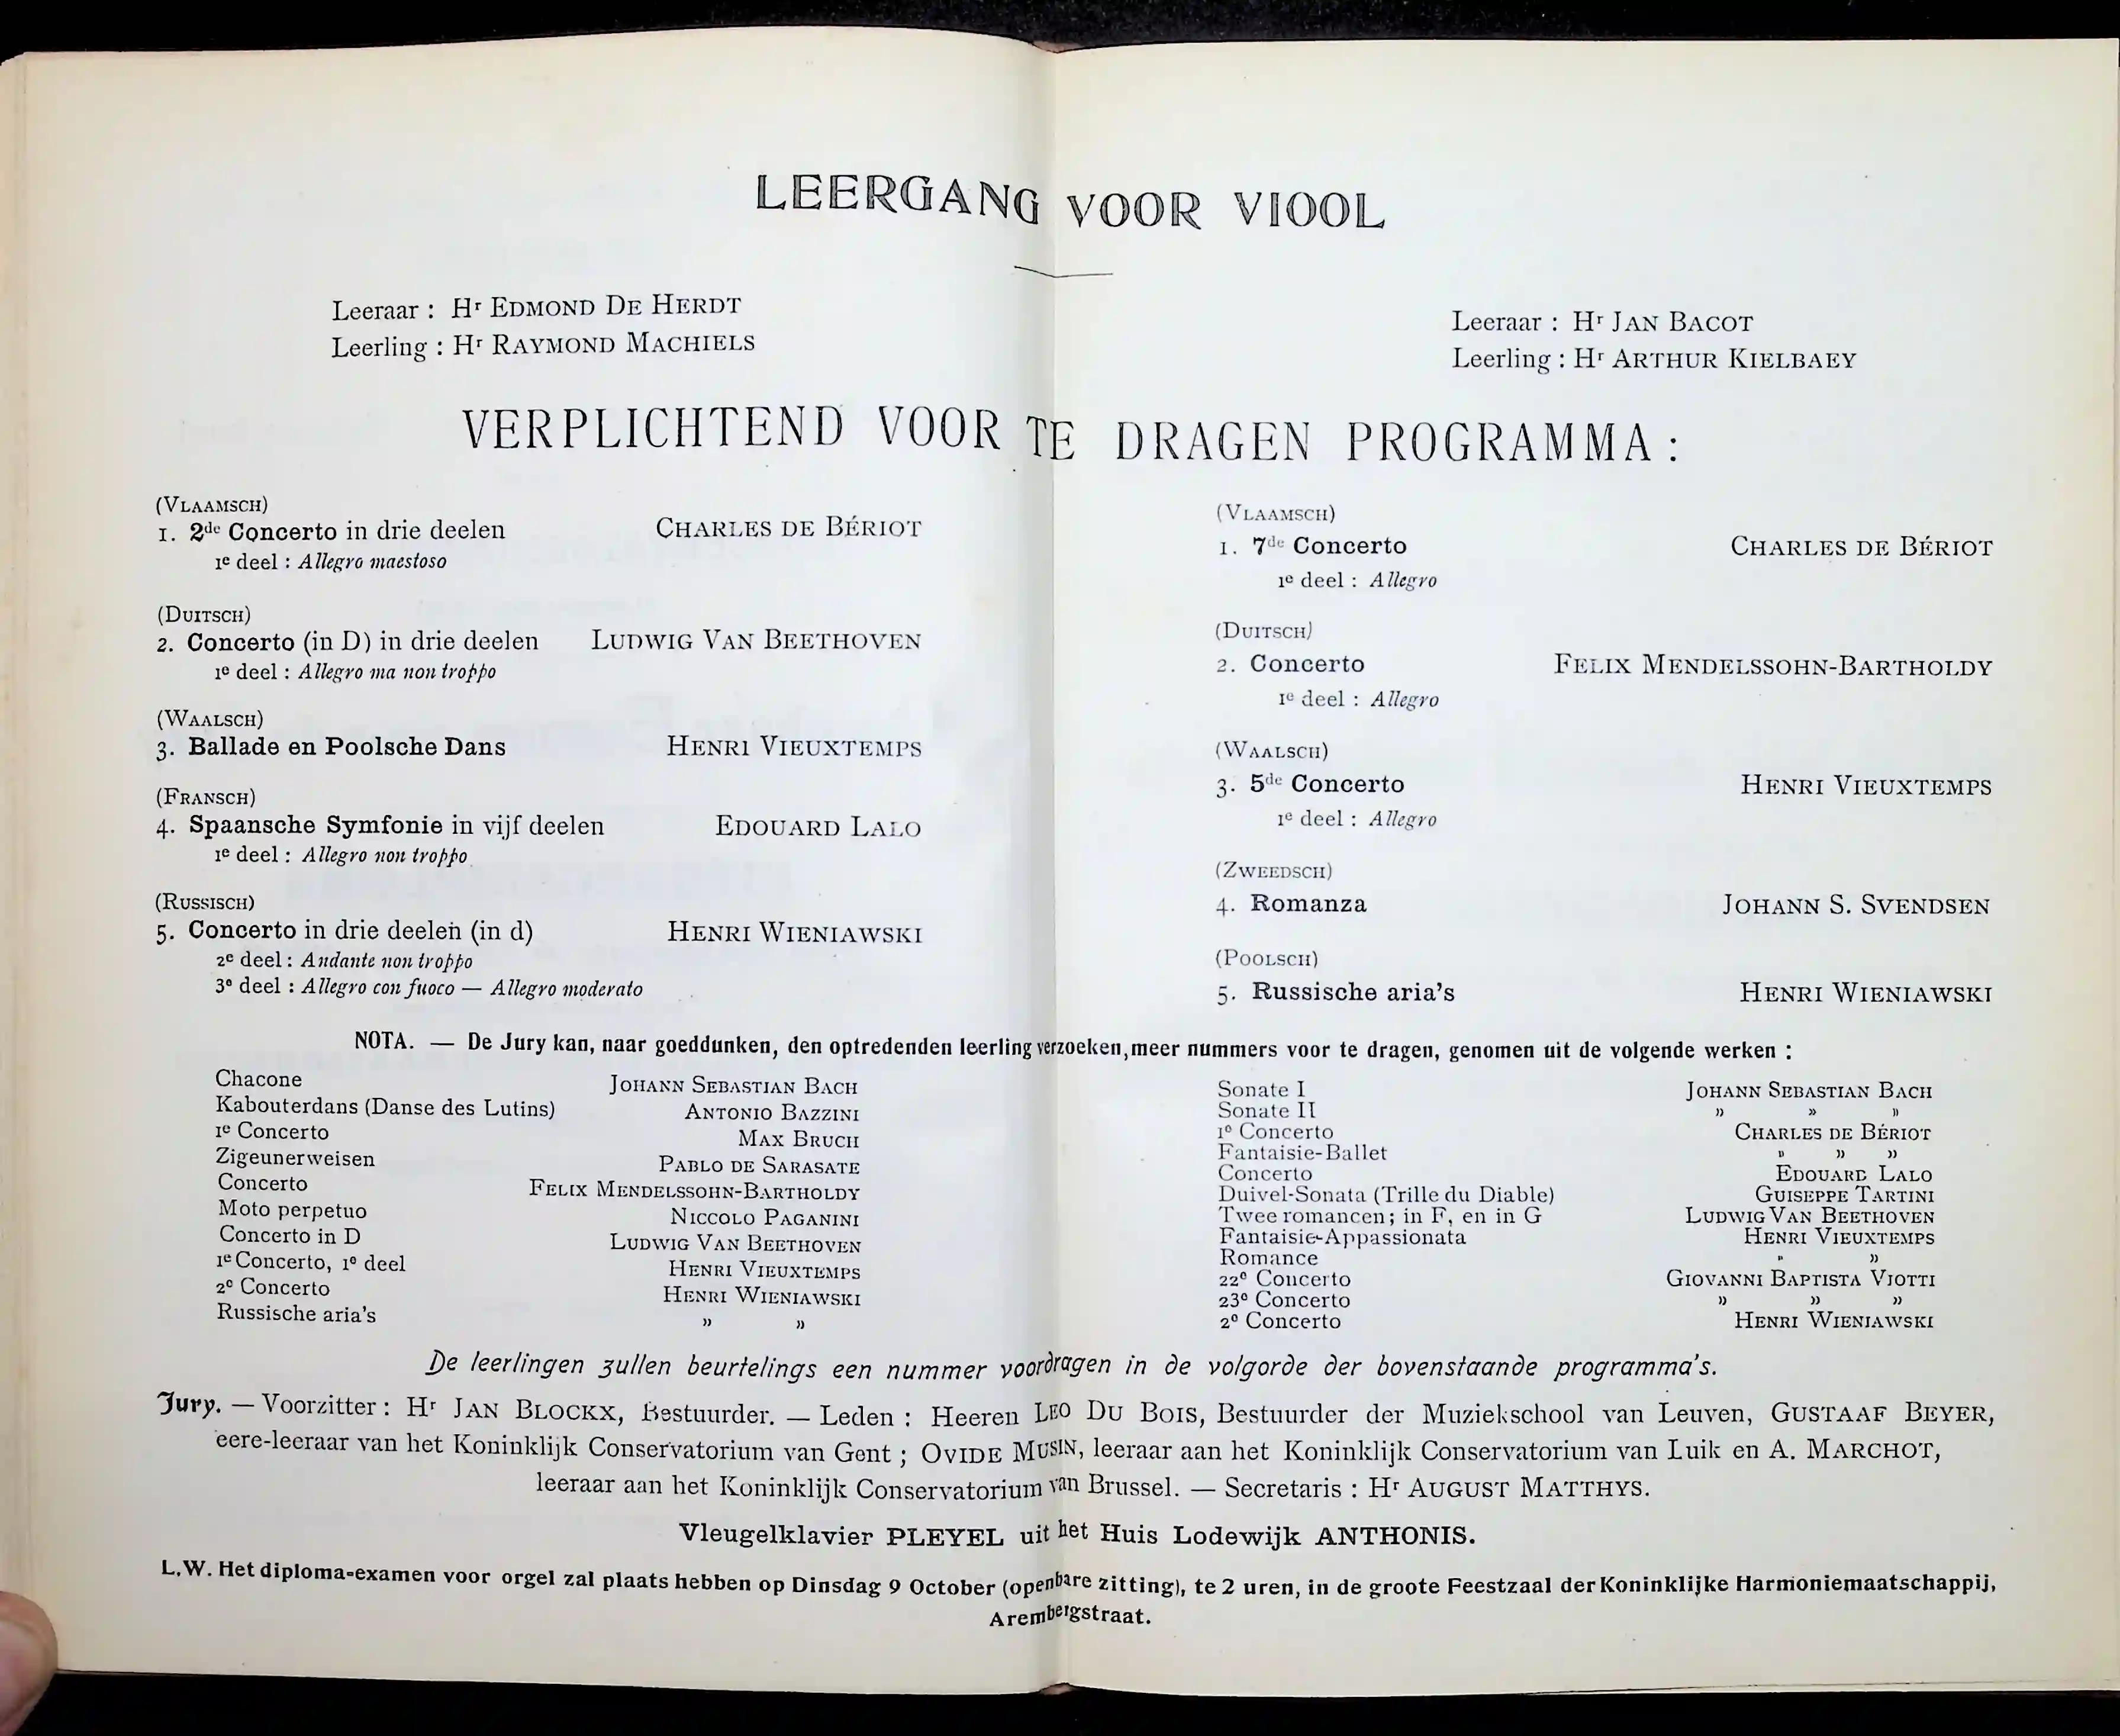 LEERGANG VOOR VIOOL
Leeraar : Hr EDMOND DE HERDT
Leerling : Hr RAYMOND MACHIELS
Leeraar : Hr JAN BACOT
Leerling : Hr ARTHUR KIELBAEY
VERPLICHTEND VOOR TE DRAGEN PROGRAMMA :
(VLAAMSCH)
1. 2de Concerto in drie deelen CHARLES DE BÉRIOT
1e deel : Allegro maestoso
(DUITSCH)
2. Concerto (in D) in drie deelen LUDWIG VAN BEETHOVEN
1e deel : Allegro ma non troppo
(WAALSCH)
3. Ballade en Poolsche Dans HENRI VIEUXTEMPS
(FRANSCH)
4. Spaansche Symfonie in vijf deelen EDOUARD LALO
1e deel : Allegro non troppo
(RUSSISCH)
5. Concerto in drie deelen (in d) HENRI WIENIAWSKI
2e deel : Andante non troppo
3e deel : Allegro con fuoco — Allegro moderato
(VLAAMSCH)
1. 7de Concerto CHARLES DE BÉRIOT
1e deel : Allegro
(DUITSCH)
2. Concerto FELIX MENDELSSOHN-BARTHOLDY
1e deel : Allegro
(WAALSCH)
3. 5de Concerto HENRI VIEUXTEMPS
1e deel : Allegro
(ZWEEDSCH)
4. Romanza JOHANN S. SVENDSEN
(POOLSCH)
5. Russische aria's HENRI WIENIAWSKI
NOTA. — De Jury kan, naar goeddunken, den optredenden leerling verzoeken, meer nummers voor te dragen, genomen uit de volgende werken :
Chacone JOHANN SEBASTIAN BACH
Kabouterdans (Danse des Lutins) ANTONIO BAZZINI
1e Concerto MAX BRUCH
Zigeunerweisen PABLO DE SARASATE
Concerto FELIX MENDELSSOHN-BARTHOLDY
Moto perpetuo NICCOLO PAGANINI
Concerto in D LUDWIG VAN BEETHOVEN
1e Concerto, 1e deel HENRI VIEUXTEMPS
2e Concerto HENRI WIENIAWSKI
Russische aria's » »
Sonate I JOHANN SEBASTIAN BACH
Sonate II » » »
1e Concerto CHARLES DE BÉRIOT
Fantaisie-Ballet » » »
Concerto EDOUARD LALO
Duivel-Sonata (Trille du Diable) GUISEPPE TARTINI
Twee romancen ; in F, en in G LUDWIG VAN BEETHOVEN
Fantaisie-Appassionata HENRI VIEUXTEMPS
Romance » »
22e Concerto GIOVANNI BAPTISTA VIOTTI
23e Concerto » » »
2e Concerto HENRI WIENIAWSKI
De leerlingen zullen beurtelings een nummer voordragen in de volgorde der bovenstaande programma's.
Jury. — Voorzitter : Hr JAN BLOCKX, Bestuurder. — Leden : Heeren LEO DU BOIS, Bestuurder der Muziekschool van Leuven, GUSTAAF BEYER,
eere-leeraar van het Koninklijk Conservatorium van Gent ; OVIDE MUSIN, leeraar aan het Koninklijk Conservatorium van Luik en A. MARCHOT,
leeraar aan het Koninklijk Conservatorium van Brussel. — Secretaris : Hr AUGUST MATTHYS.
Vleugelklavier PLEYEL uit het Huis Lodewijk ANTHONIS.
L.W. Het diploma-examen voor orgel zal plaats hebben op Dinsdag 9 October (openbare zitting), te 2 uren, in de groote Feestzaal der Koninklijke Harmoniemaatschappij,
Arembergstraat.